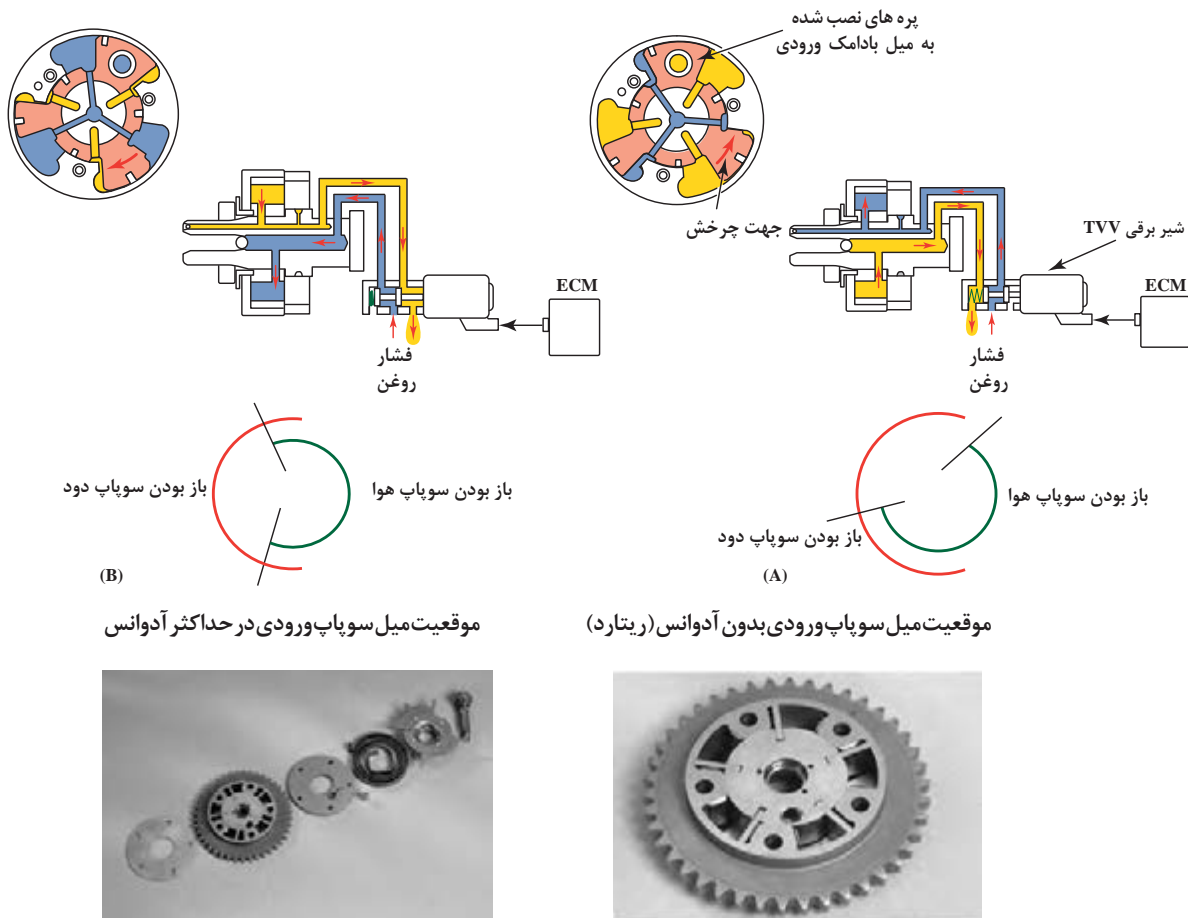 پره های نصب شده
به میل بادامک ورودی
جهت چرخش
شیر برقی TVV
ECM
فشار
روغن
ECM
فشار
روغن
باز بودن سوپاپ هوا
باز بودن سوپاپ دود
(A)
باز بودن سوپاپ هوا
باز بودن سوپاپ دود
(B)
موقعیت میل سوپاپ ورودی بدون آدوانس (ریتارد)
موقعیت میل سوپاپ ورودی در حداکثر آدوانس